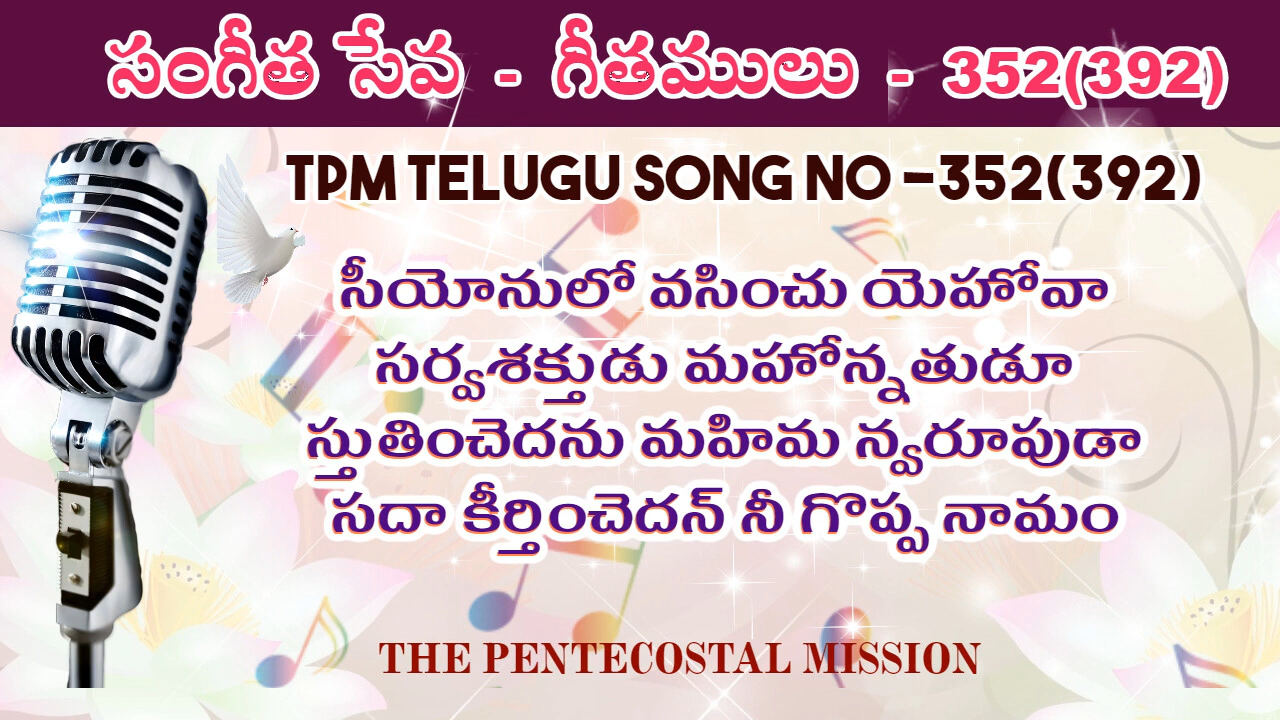 సంగీత సేవ - గీతములు - 352(392)
TPM TELUGU SONG NO -352(392)
సీయోనులో వసించు యెహోవా
సర్వశక్తుడు మహోన్నతుడూ
స్తుతించెదను మహిమ న్వరూపుడా
సదా కీర్తించెదన్ నీ గొప్ప నామం
THE PENTECOSTAL MISSION